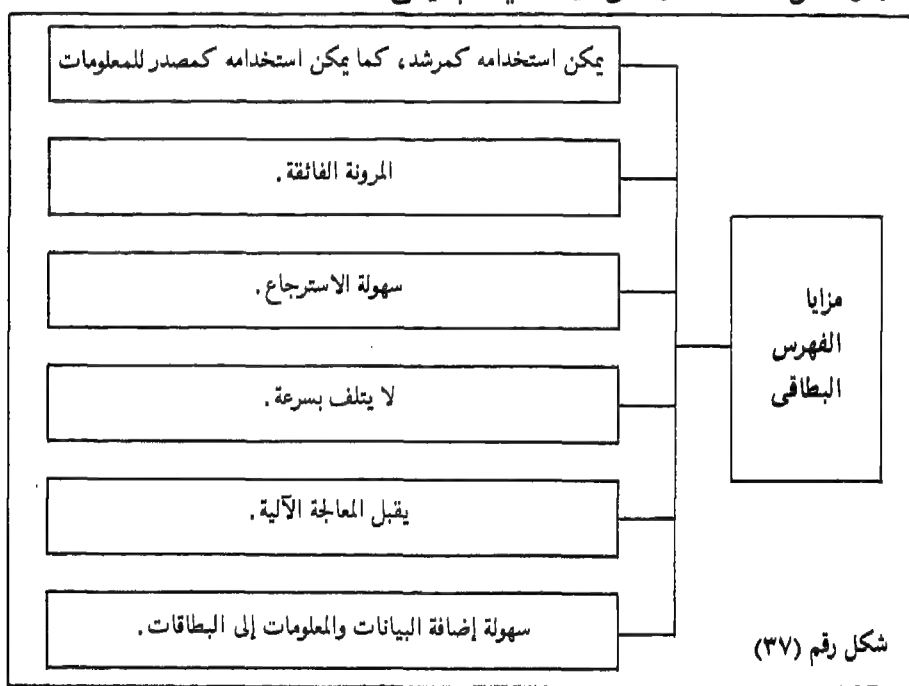 يمكن استخدامه كمرشد، كما يمكن استخدامه كمصدر للمعلومات
المرونة الفائقة.
سهولة الاسترجاع.
مزايا
الفهرس
البطاقى
لا يتلف بسرعة.
يقبل المعالجة الآلية.
سهولة إضافة البيانات والمعلومات إلى البطاقات.
شكل رقم (٣٧)